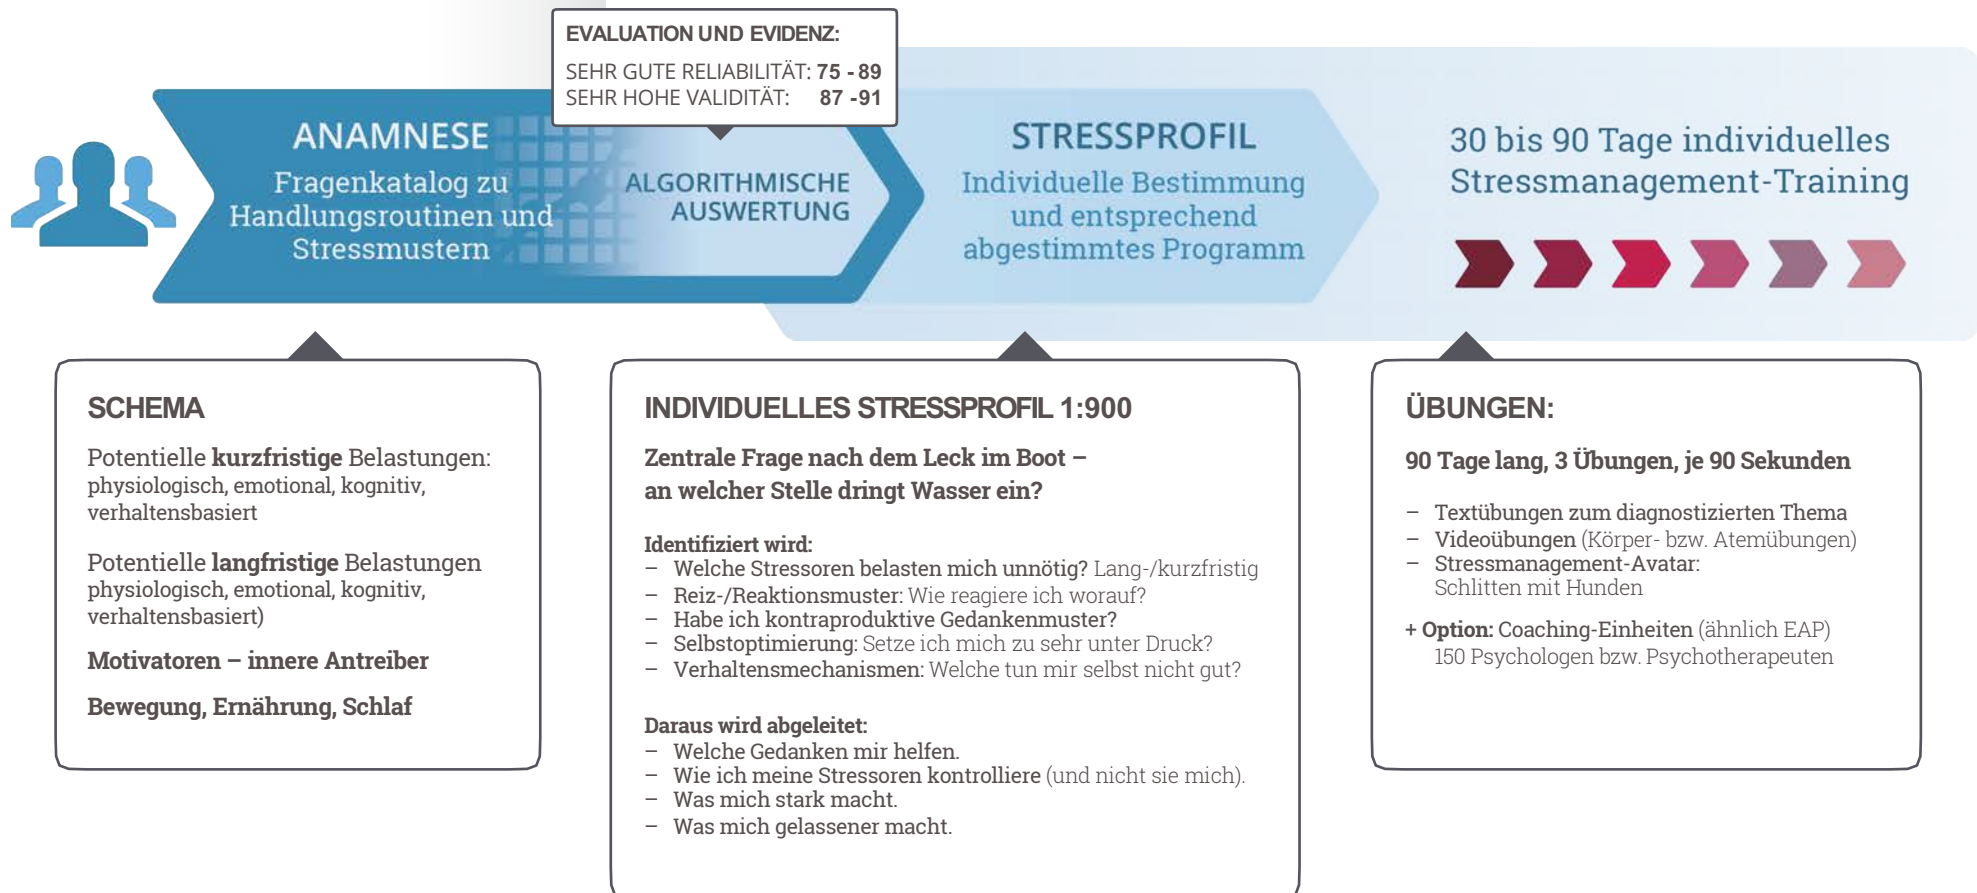 EVALUATION UND EVIDENZ:
SEHR GUTE RELIABILITÄT: 75 - 89
SEHR HOHE VALIDITÄT: 87 -91
ANAMNESE
Fragenkatalog zu
Handlungsroutinen und
Stressmustern
ALGORITHMISCHE
AUSWERTUNG
STRESSPROFIL
Individuelle Bestimmung
und entsprechend
abgestimmtes Programm
30 bis 90 Tage individuelles
Stressmanagement-Training
SCHEMA
Potentielle kurzfristige Belastungen:
physiologisch, emotional, kognitiv,
verhaltensbasiert
Potentielle langfristige Belastungen
physiologisch, emotional, kognitiv,
verhaltensbasiert)
Motivatoren – innere Antreiber
Bewegung, Ernährung, Schlaf
INDIVIDUELLES STRESSPROFIL 1:900
Zentrale Frage nach dem Leck im Boot –
an welcher Stelle dringt Wasser ein?
Identifiziert wird:
– Welche Stressoren belasten mich unnötig? Lang-/kurzfristig
– Reiz-/Reaktionsmuster: Wie reagiere ich worauf?
– Habe ich kontraproduktive Gedankenmuster?
– Selbstoptimierung: Setze ich mich zu sehr unter Druck?
– Verhaltensmechanismen: Welche tun mir selbst nicht gut?
Daraus wird abgeleitet:
– Welche Gedanken mir helfen.
– Wie ich meine Stressoren kontrolliere (und nicht sie mich).
– Was mich stark macht.
– Was mich gelassener macht.
ÜBUNGEN:
90 Tage lang, 3 Übungen, je 90 Sekunden
– Textübungen zum diagnostizierten Thema
– Videoübungen (Körper- bzw. Atemübungen)
– Stressmanagement-Avatar:
Schlitten mit Hunden
+ Option: Coaching-Einheiten (ähnlich EAP)
150 Psychologen bzw. Psychotherapeuten